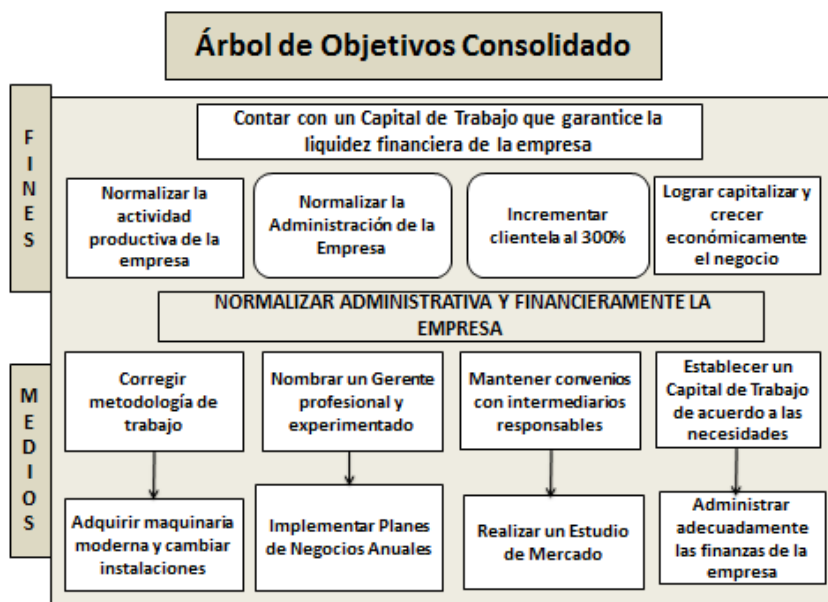 Árbol de Objetivos Consolidado
FINES
Contar con un Capital de Trabajo que garantice la
liquidez financiera de la empresa
Normalizar la
actividad
productiva de la
empresa
Normalizar la
Administración de la
Empresa
Incrementar
clientela al 300%
Lograr capitalizar y
crecer
económicamente
el negocio
NORMALIZAR ADMINISTRATIVA Y FINANCIERAMENTE LA
EMPRESA
MEDIOS
Corregir
metodología de
trabajo
Nombrar un Gerente
profesional y
experimentado
Mantener convenios
con intermediarios
responsables
Establecer un
Capital de Trabajo
de acuerdo a las
necesidades
Adquirir maquinaria
moderna y cambiar
instalaciones
Implementar Planes
de Negocios Anuales
Realizar un Estudio
de Mercado
Administrar
adecuadamente
las finanzas de la
empresa